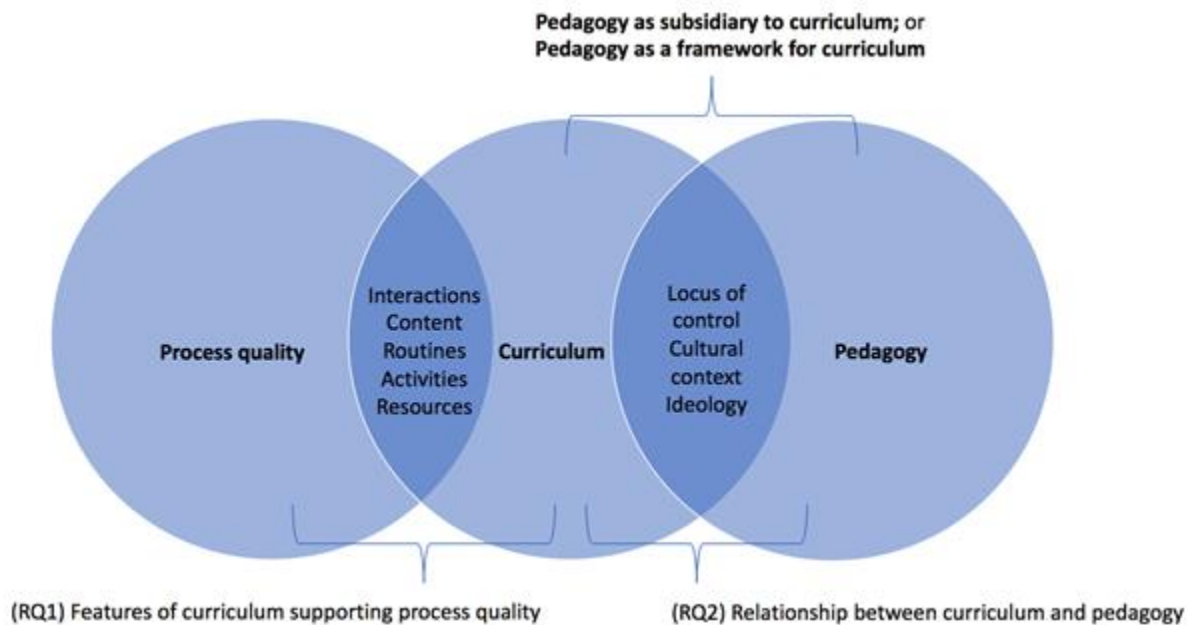 Pedagogy as subsidiary to curriculum; or
Pedagogy as a framework for curriculum
Process quality
Interactions
Content
Routines
Activities
Resources
Curriculum
Locus of
control
Cultural
context
Ideology
Pedagogy
(RQ1) Features of curriculum supporting process quality
(RQ2) Relationship between curriculum and pedagogy